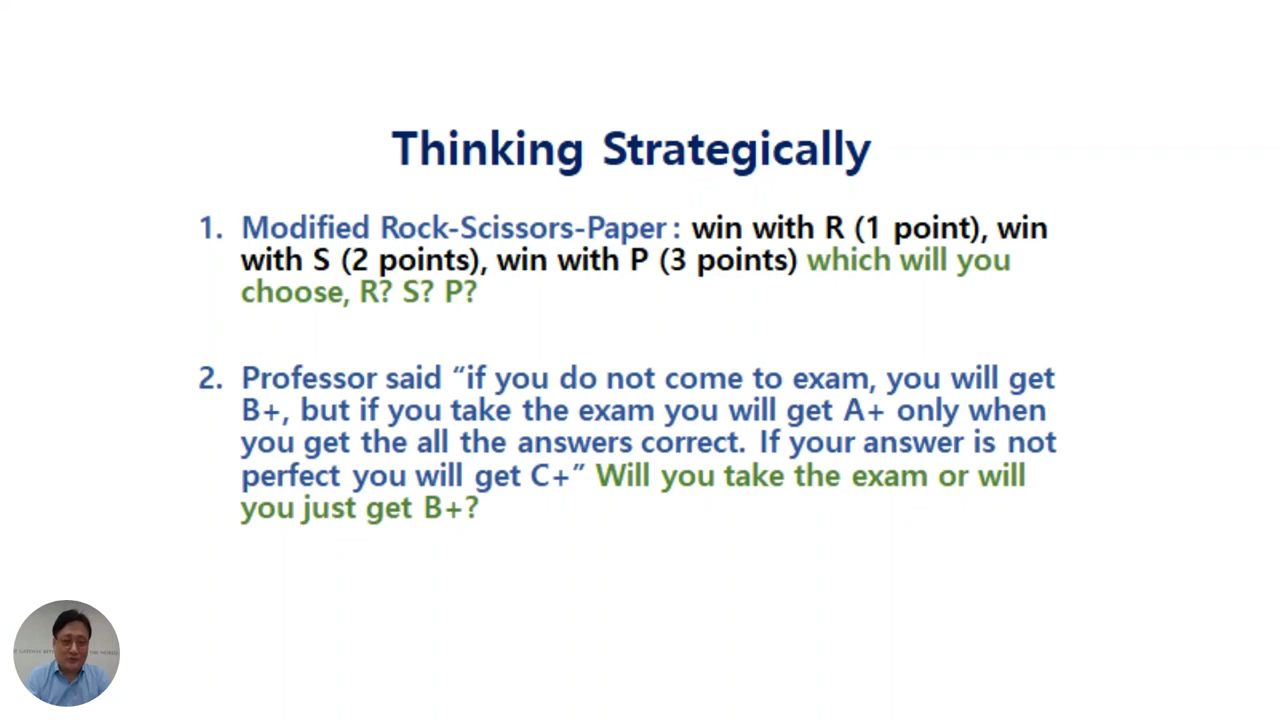 Thinking Strategically
1. Modified Rock-Scissors-Paper : win with R (1 point), win
with S (2 points), win with P (3 points) which will you
choose, R? S? P?
2. Professor said “if you do not come to exam, you will get
B+, but if you take the exam you will get A+ only when
you get the all the answers correct. If your answer is not
perfect you will get C+” Will you take the exam or will
you just get B+?